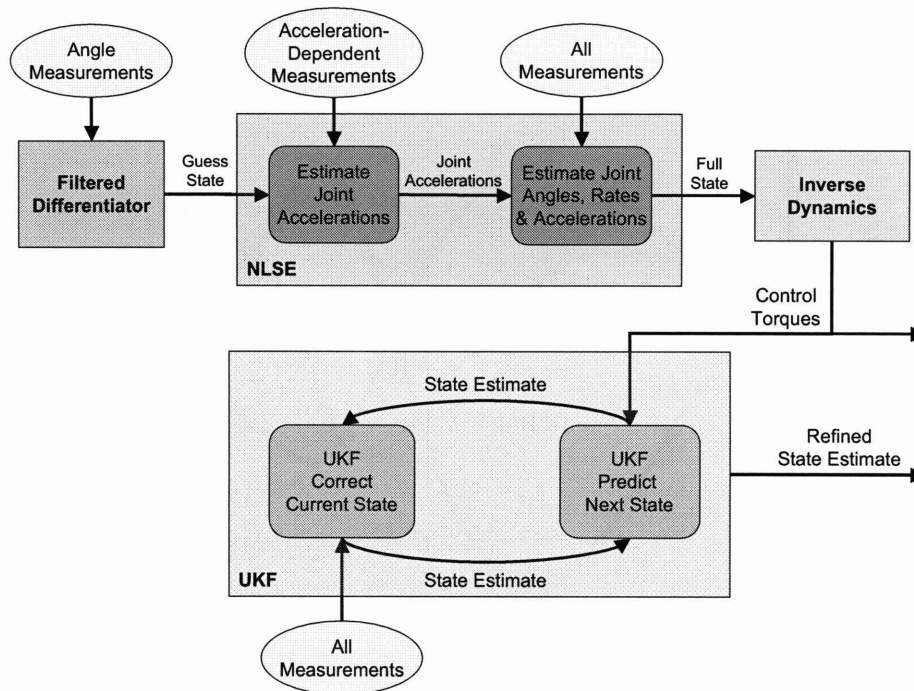 Angle
Measurements
Acceleration-
Dependent
Measurements
All
Measurements
Filtered
Differentiator
Guess
State
Estimate
Joint
Accelerations
Joint
Accelerations
Estimate Joint
Angles, Rates
& Accelerations
Full
State
Inverse
Dynamics
NLSE
Control
Torques
State Estimate
UKF
Correct
Current State
UKF
Predict
Next State
Refined
State Estimate
State Estimate
UKF
All
Measurements